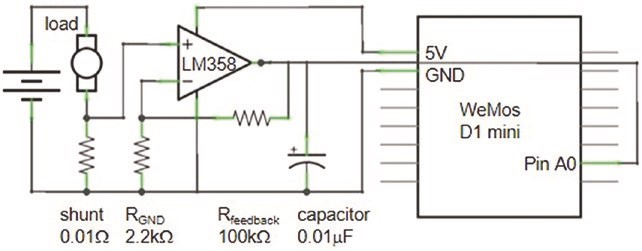 load
+
LM358
−
5V
GND
WeMos
D1 mini
Pin A0
+
shunt
0.01Ω
RGND
2.2kΩ
Rfeedback
100kΩ
capacitor
0.01µF